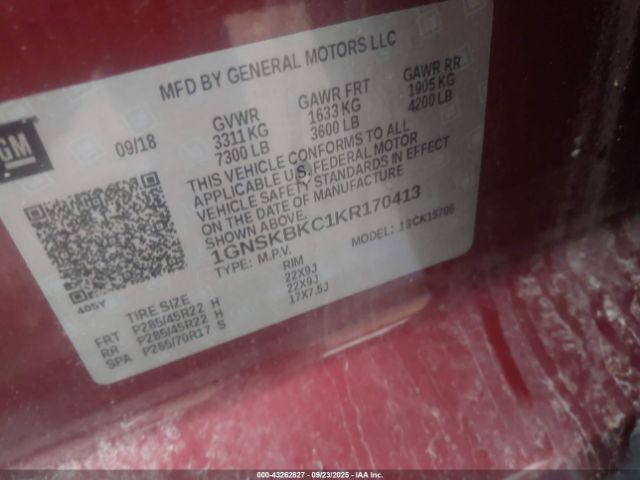 MFD BY GENERAL MOTORS LLC
GM
09/18
GVWR GAWR FRT GAWR RR
3311 KG 1633 KG 1905 KG
7300 LB 3600 LB 4200 LB
THIS VEHICLE CONFORMS TO ALL
APPLICABLE U.S. FEDERAL MOTOR
VEHICLE SAFETY STANDARDS IN EFFECT
ON THE DATE OF MANUFACTURE
SHOWN ABOVE.
1GNSKBKC1KR170413
TYPE: M.P.V. MODEL: 13CK15706
405Y
TIRE SIZE RIM
FRT P285/45R22 H 22X9J
RR P285/45R22 H 22X9J
SPA P265/70R17 S 17X7.5J
000-43262827 - 09/23/2025 - IAA Inc.